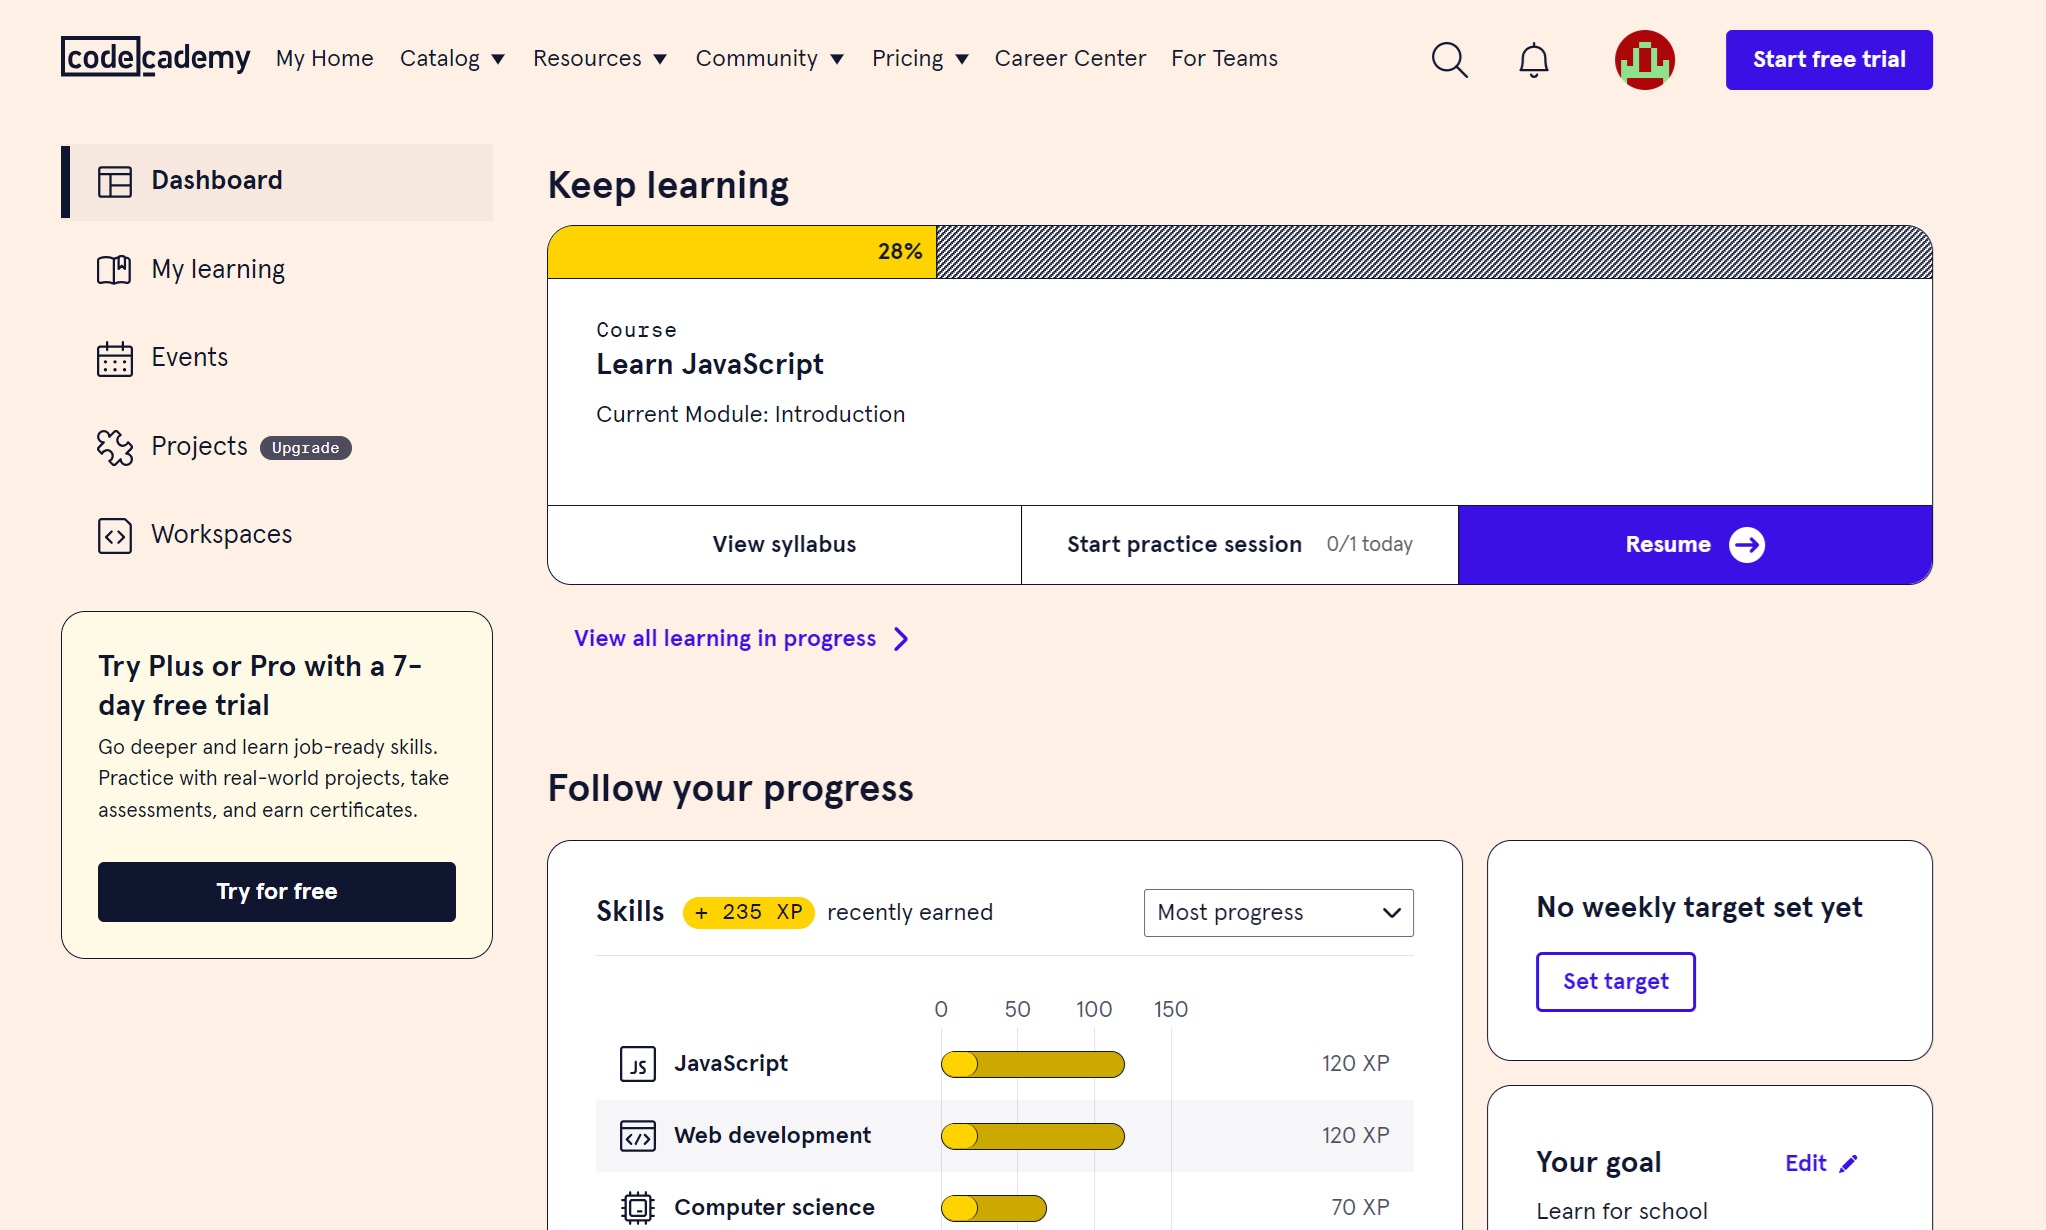 codecademy My Home Catalog Resources Community Pricing Career Center For Teams Start free trial
Dashboard
My learning
Events
Projects Upgrade
Workspaces
Try Plus or Pro with a 7-
day free trial
Go deeper and learn job-ready skills.
Practice with real-world projects, take
assessments, and earn certificates.
Try for free
Keep learning
28%
Course
Learn JavaScript
Current Module: Introduction
View syllabus
Start practice session 0/1 today
Resume
View all learning in progress
Follow your progress
Skills + 235 XP recently earned Most progress
0 50 100 150
JS JavaScript 120 XP
Web development 120 XP
Computer science 70 XP
No weekly target set yet
Set target
Your goal Edit
Learn for school